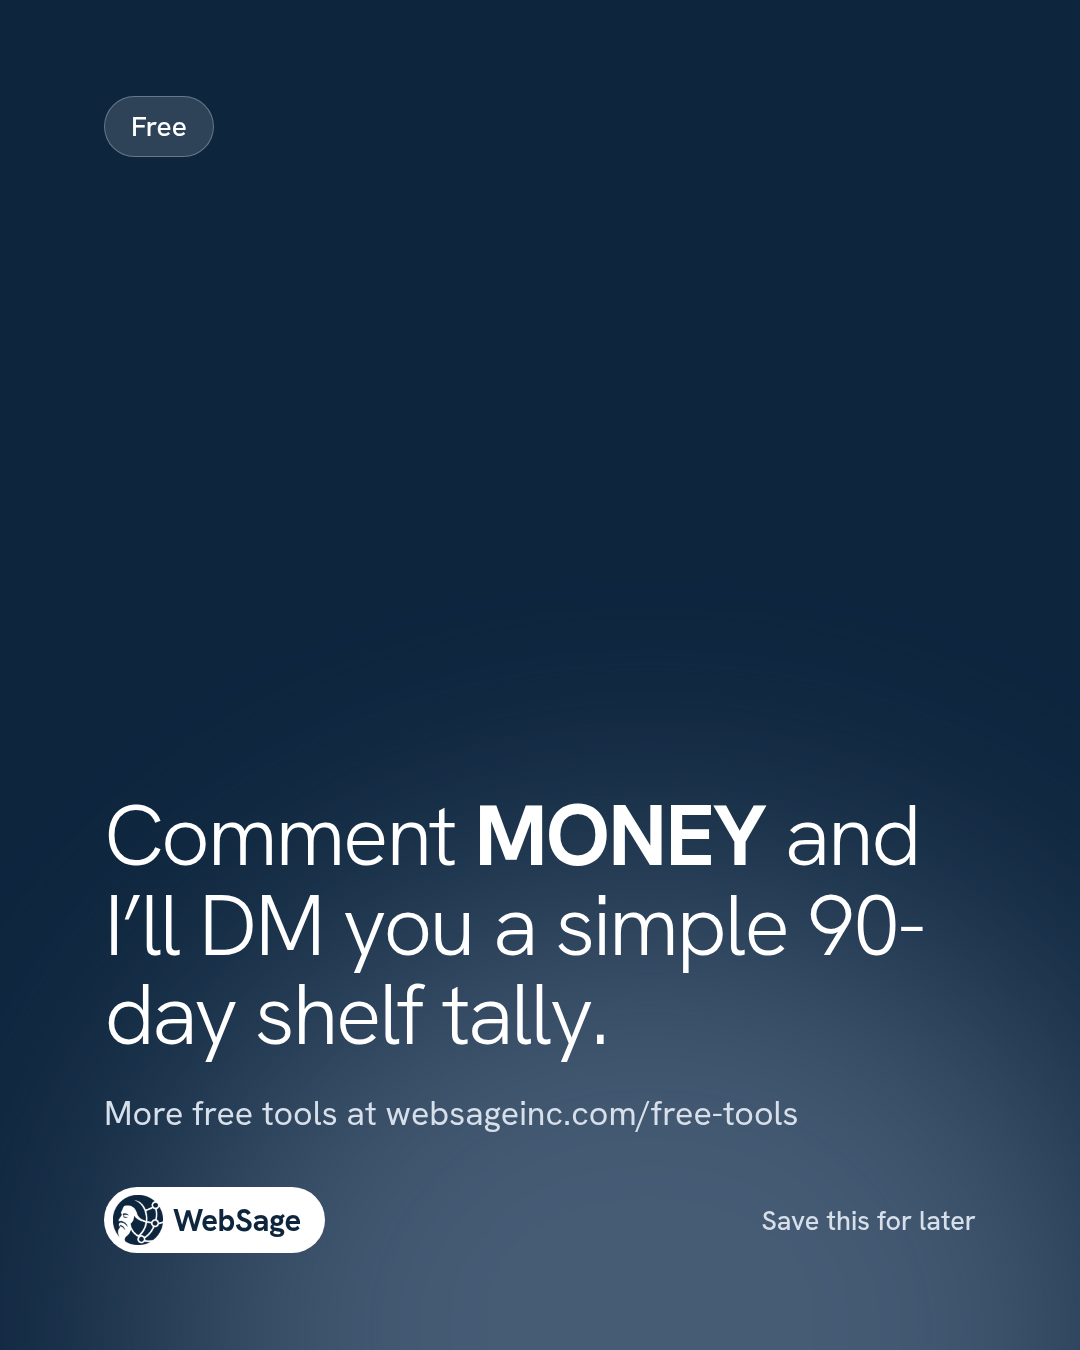 Free
Comment MONEY and
I’ll DM you a simple 90-
day shelf tally.
More free tools at websageinc.com/free-tools
WebSage
Save this for later